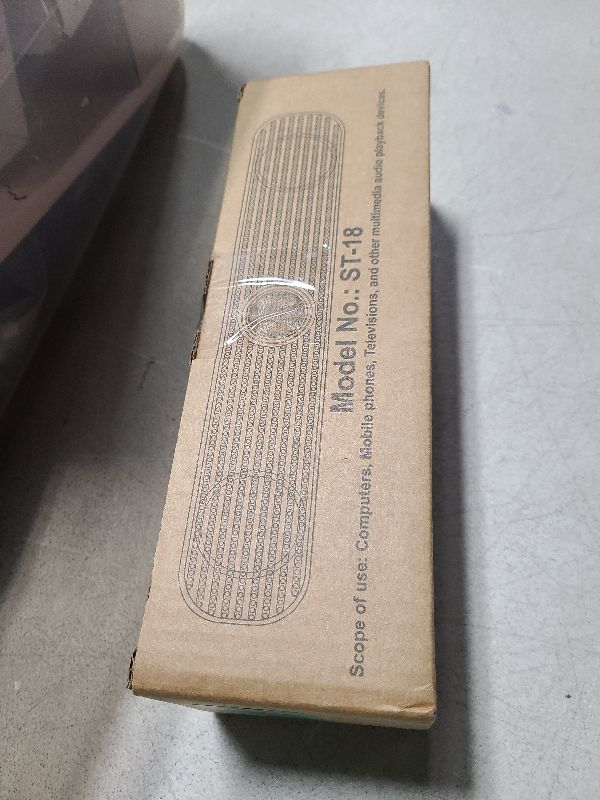 Model No.: ST-18
Scope of use: Computers, Mobile phones, Televisions, and other multimedia audio playback devices.